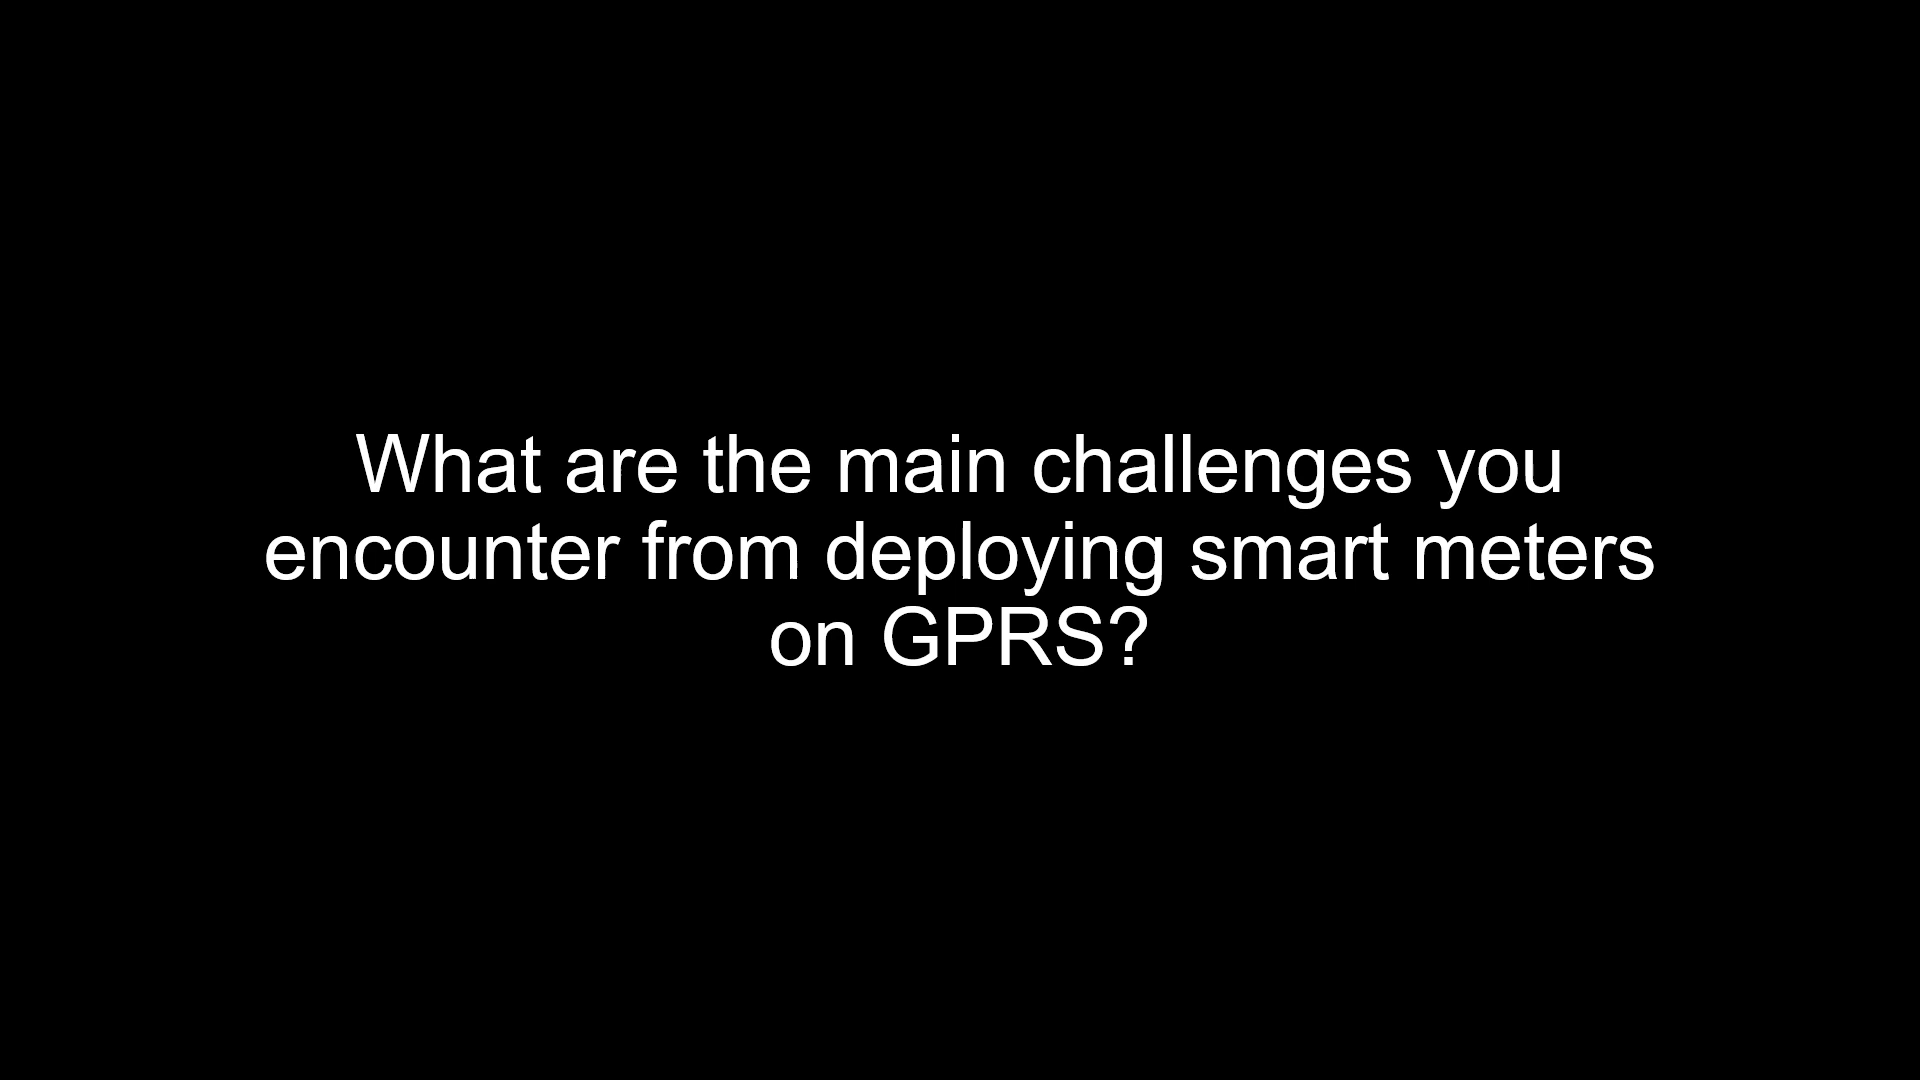 What are the main challenges you
encounter from deploying smart meters
on GPRS?